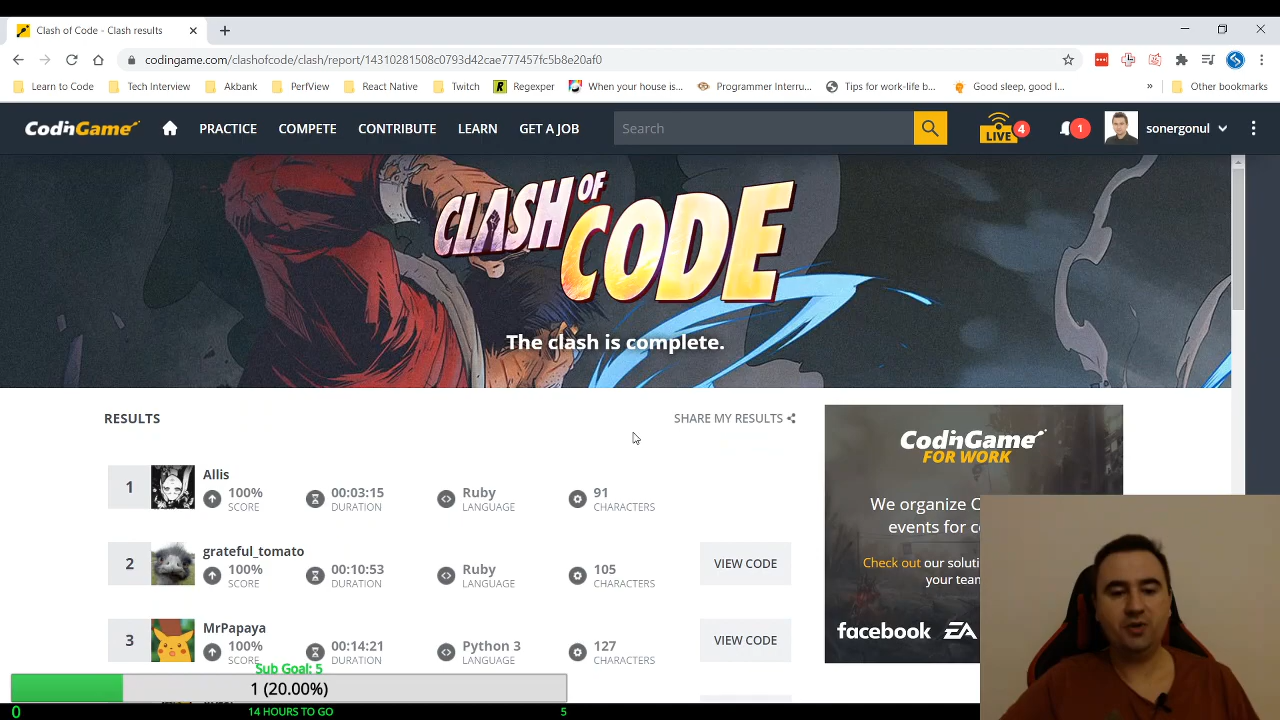 Clash of Code - Clash results
codingame.com/clashofcode/clash/report/
Learn to Code
Tech Interview
Akbank
PerfView
React Native
Twitch
Regexper
When your house is...
Programmer Interru...
Tips for work-life b...
Good sleep, good l...
»
Other bookmarks
CodinGame
PRACTICE
COMPETE
CONTRIBUTE
LEARN
GET A JOB
Search
LIVE
4
1
sonergonul
CLASH OF CODE
The clash is complete.
RESULTS
SHARE MY RESULTS
1
Allis
100%
SCORE
00:03:15
DURATION
Ruby
LANGUAGE
91
CHARACTERS
2
grateful_tomato
100%
SCORE
00:10:53
DURATION
Ruby
LANGUAGE
105
CHARACTERS
VIEW CODE
3
MrPapaya
100%
SCORE
00:14:21
DURATION
Python 3
LANGUAGE
127
CHARACTERS
VIEW CODE
CodinGame
FOR WORK
We organize C
events for c
Check out our soluti
your team
facebook EA
Sub Goal: 5
1 (20.00%)
0
14 HOURS TO GO
5